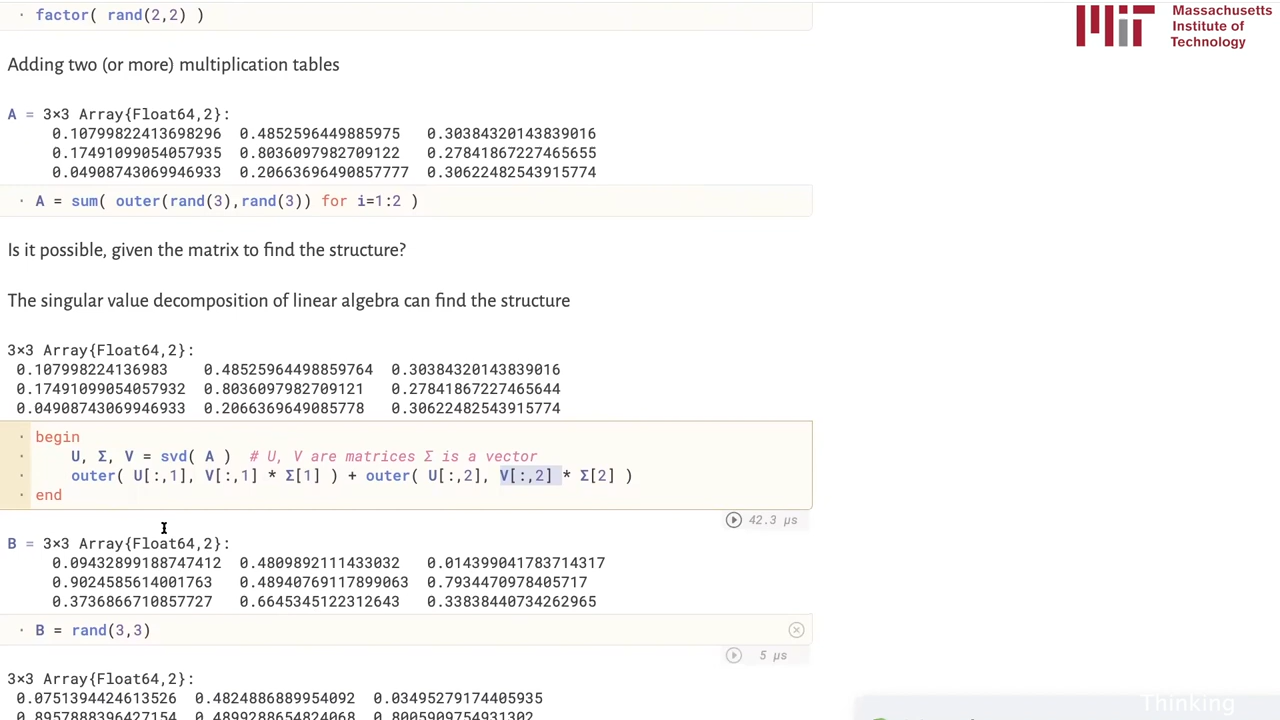 factor( rand(2,2) )
Massachusetts
Institute of
Technology
Adding two (or more) multiplication tables
A = 3×3 Array{Float64,2}:
0.10799822413698296 0.4852596449885975 0.30384320143839016
0.17491099054057935 0.8036097982709122 0.27841867227465655
0.04908743069946933 0.20663696490857777 0.30622482543915774
A = sum( outer(rand(3),rand(3)) for i=1:2 )
Is it possible, given the matrix to find the structure?
The singular value decomposition of linear algebra can find the structure
3×3 Array{Float64,2}:
0.107998224136983 0.48525964498859764 0.30384320143839016
0.17491099054057932 0.8036097982709121 0.27841867227465644
0.04908743069946933 0.2066369649085778 0.30622482543915774
begin
U, Σ, V = svd( A ) # U, V are matrices Σ is a vector
outer( U[:,1], V[:,1] * Σ[1] ) + outer( U[:,2], V[:,2] * Σ[2] )
end
42.3 μs
B = 3×3 Array{Float64,2}:
0.09432899188747412 0.4809892111433032 0.014399041783714317
0.9024585614001763 0.48940769117899063 0.7934470978405717
0.3736866710857727 0.6645345122312643 0.33838440734262965
B = rand(3,3)
5 μs
3×3 Array{Float64,2}:
0.0751394424613526 0.4824886889954092 0.03495279174405935
0.8957888396427154 0.4899288654824068 0.8005909754931302
Thinking